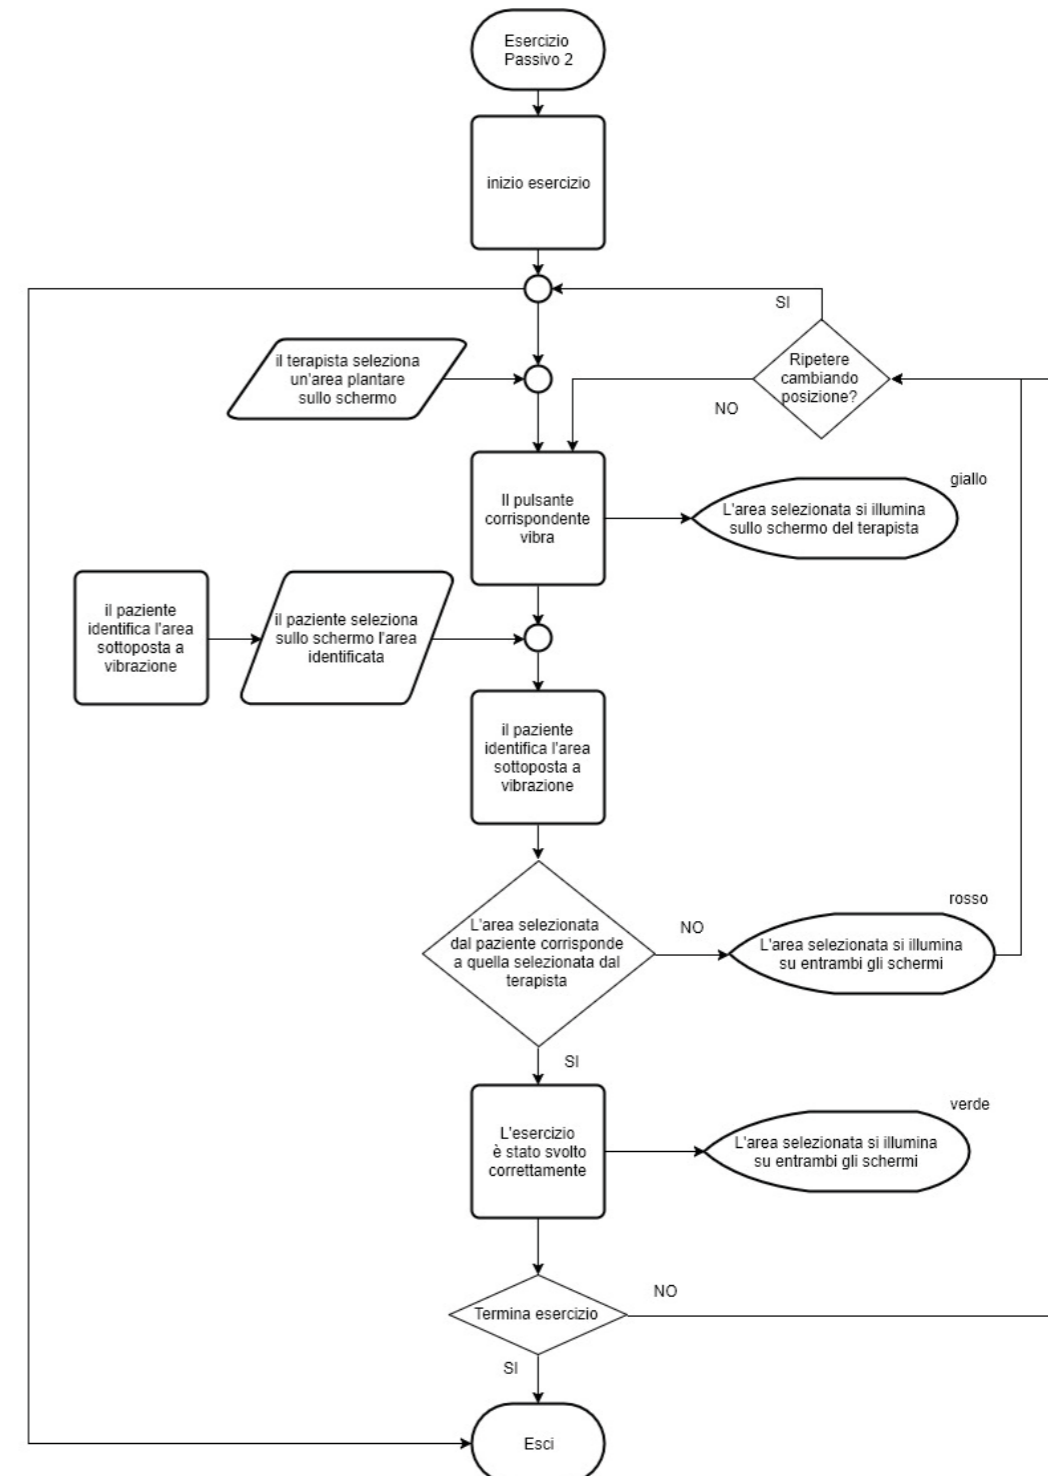 Esercizio
Passivo 2
inizio esercizio
SI
Ripetere
cambiando
posizione?
il terapista seleziona
un'area plantare
sullo schermo
NO
giallo
Il pulsante
corrispondente
vibra
L'area selezionata si illumina
sullo schermo del terapista
il paziente
identifica l'area
sottoposta a
vibrazione
il paziente seleziona
sullo schermo l'area
identificata
il paziente
identifica l'area
sottoposta a
vibrazione
rosso
L'area selezionata
dal paziente corrisponde
a quella selezionata dal
terapista
NO
L'area selezionata si illumina
su entrambi gli schermi
SI
verde
L'esercizio
è stato svolto
correttamente
L'area selezionata si illumina
su entrambi gli schermi
Termina esercizio
NO
SI
Esci